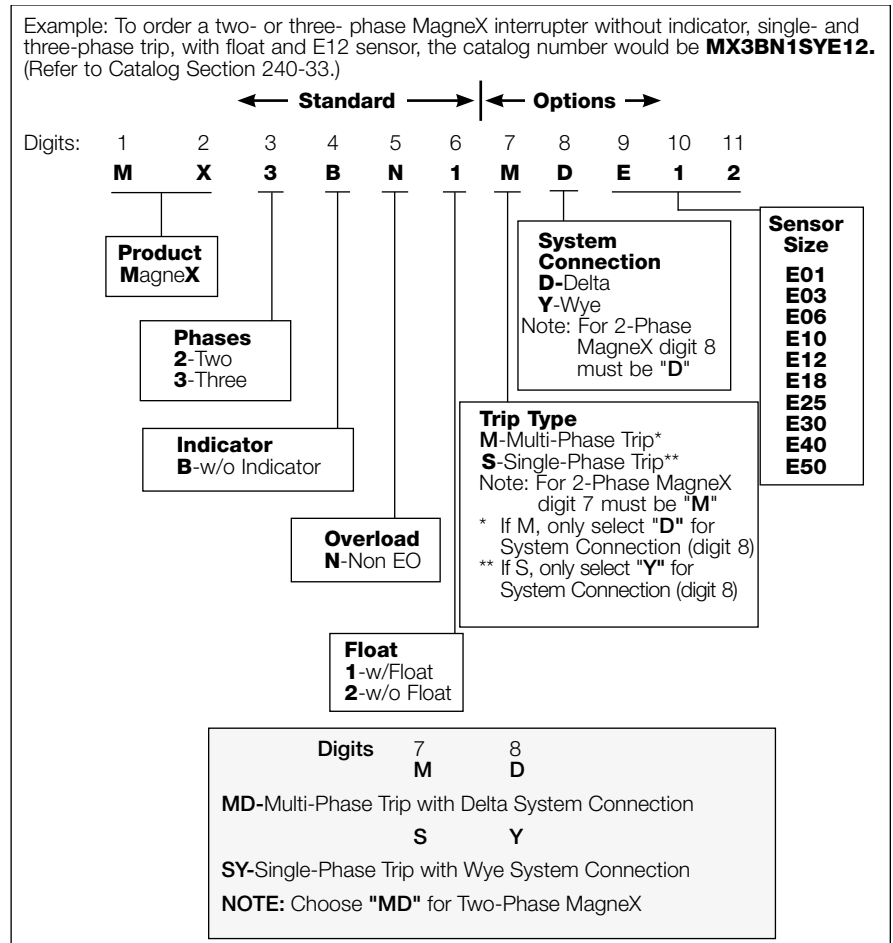 Example: To order a two- or three- phase MagneX interrupter without indicator, single- and
three-phase trip, with float and E12 sensor, the catalog number would be MX3BN1SYE12.
(Refer to Catalog Section 240-33.)
Standard Options
Digits: 1 2 3 4 5 6 7 8 9 10 11
M X 3 B N 1 M D E 1 2
Product
MagneX
Phases
2-Two
3-Three
Indicator
B-w/o Indicator
Overload
N-Non EO
Float
1-w/Float
2-w/o Float
Trip Type
M-Multi-Phase Trip*
S-Single-Phase Trip**
Note: For 2-Phase MagneX
digit 7 must be "M"
* If M, only select "D" for
System Connection (digit 8)
** If S, only select "Y" for
System Connection (digit 8)
System
Connection
D-Delta
Y-Wye
Note: For 2-Phase
MagneX digit 8
must be "D"
Sensor
Size
E01
E03
E06
E10
E12
E18
E25
E30
E40
E50
Digits 7 8
M D
MD-Multi-Phase Trip with Delta System Connection
S Y
SY-Single-Phase Trip with Wye System Connection
NOTE: Choose "MD" for Two-Phase MagneX